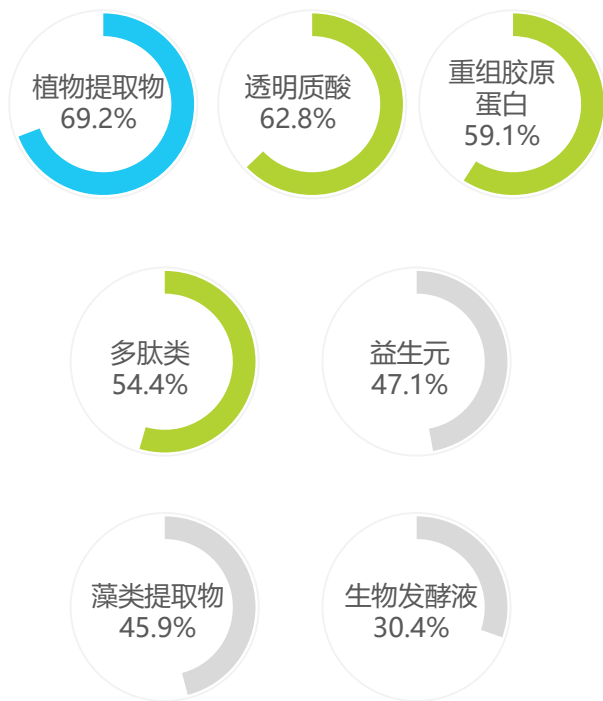 植物提取物
69.2%
透明质酸
62.8%
重组胶原
蛋白
59.1%
多肽类
54.4%
益生元
47.1%
藻类提取物
45.9%
生物发酵液
30.4%